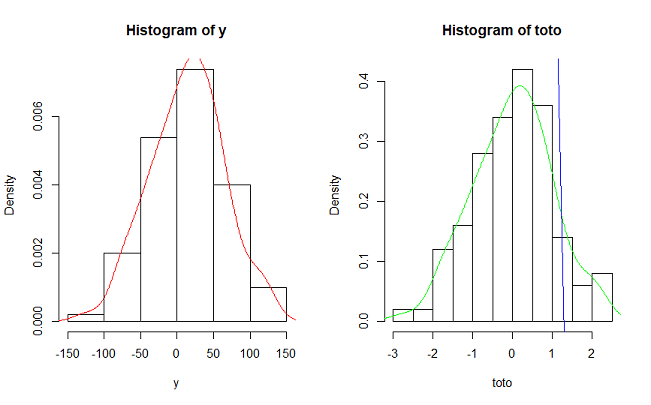 Histogram of y
Density
0.000 0.002 0.004 0.006
-150 -100 -50 0 50 100 150
y
Histogram of toto
Density
0.0 0.1 0.2 0.3 0.4
-3 -2 -1 0 1 2
toto